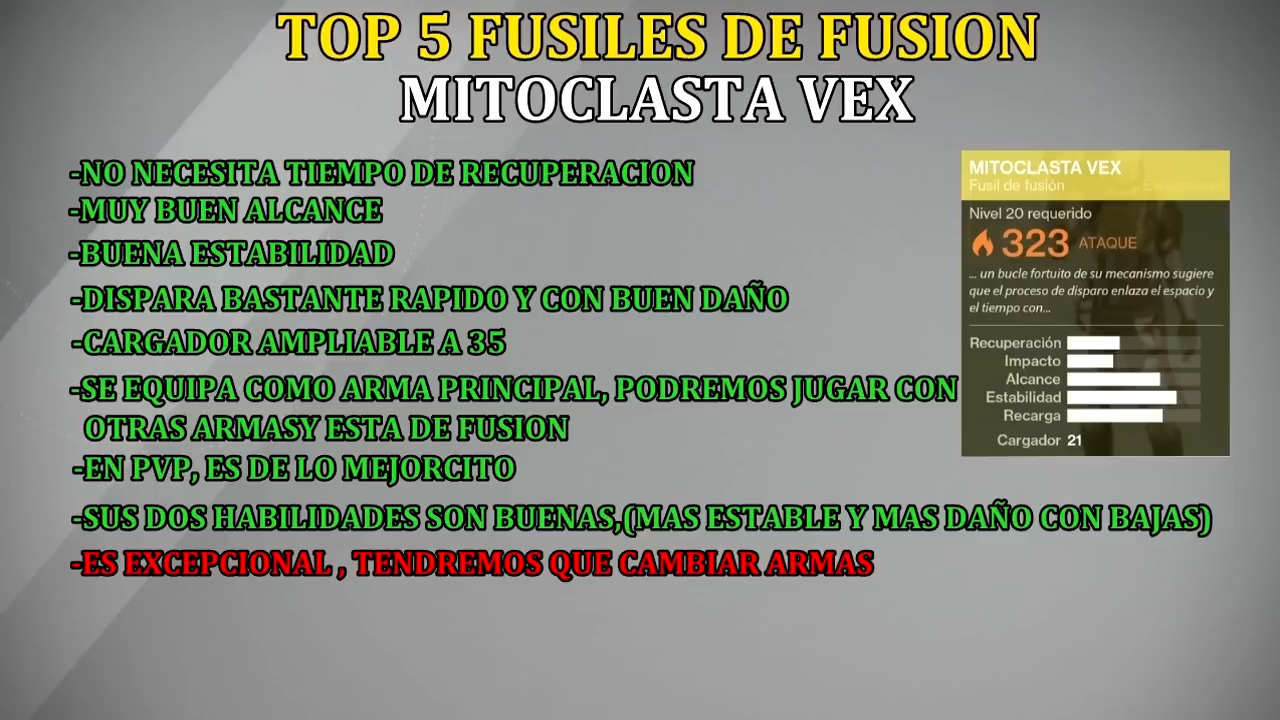 TOP 5 FUSILES DE FUSION
MITOCLASTA VEX
-NO NECESITA TIEMPO DE RECUPERACION
-MUY BUEN ALCANCE
-BUENA ESTABILIDAD
-DISPARA BASTANTE RAPIDO Y CON BUEN DAÑO
-CARGADOR AMPLIABLE A 35
-SE EQUIPA COMO ARMA PRINCIPAL, PODREMOS JUGAR CON
OTRAS ARMASY ESTA DE FUSION
-EN PVP, ES DE LO MEJORCITO
-SUS DOS HABILIDADES SON BUENAS,(MAS ESTABLE Y MAS DAÑO CON BAJAS)
-ES EXCEPCIONAL , TENDREMOS QUE CAMBIAR ARMAS
MITOCLASTA VEX
Fusil de fusión Excepcional
Nivel 20 requerido
323 ATAQUE
... un bucle fortuito de su mecanismo sugiere
que el proceso de disparo enlaza el espacio y
el tiempo con...
Recuperación
Impacto
Alcance
Estabilidad
Recarga
Cargador 21